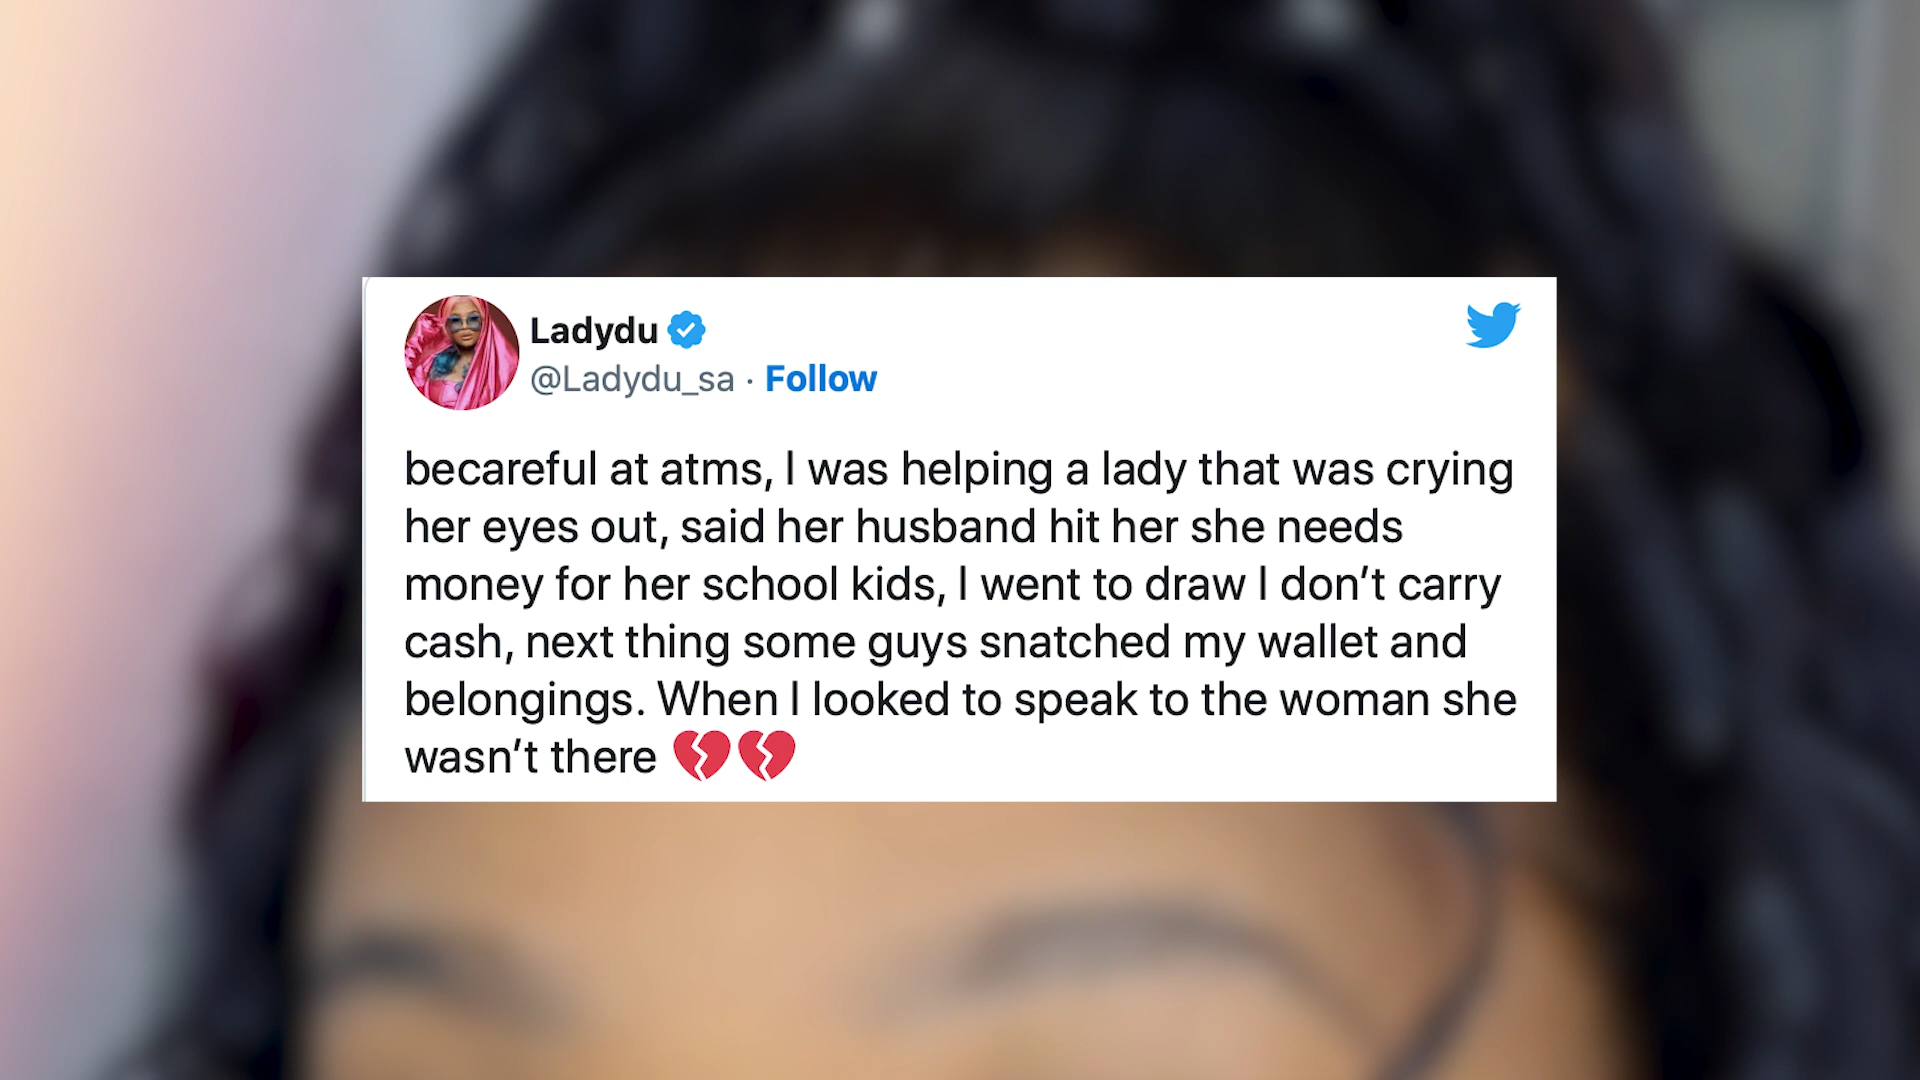 Ladydu
@Ladydu_sa · Follow
becareful at atms, I was helping a lady that was crying
her eyes out, said her husband hit her she needs
money for her school kids, I went to draw I don’t carry
cash, next thing some guys snatched my wallet and
belongings. When I looked to speak to the woman she
wasn’t there 💔💔